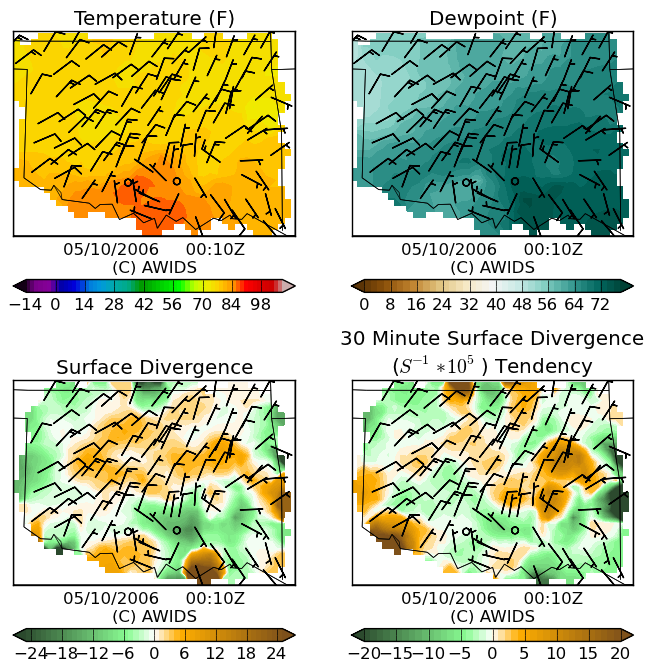 Temperature (F)
Dewpoint (F)
05/10/2006 00:10Z
(C) AWIDS
05/10/2006 00:10Z
(C) AWIDS
−14 0 14 28 42 56 70 84 98
0 8 16 24 32 40 48 56 64 72
Surface Divergence
30 Minute Surface Divergence
(S⁻¹ *10⁵ ) Tendency
05/10/2006 00:10Z
(C) AWIDS
05/10/2006 00:10Z
(C) AWIDS
−24 −18 −12 −6 0 6 12 18 24
−20 −15 −10 −5 0 5 10 15 20